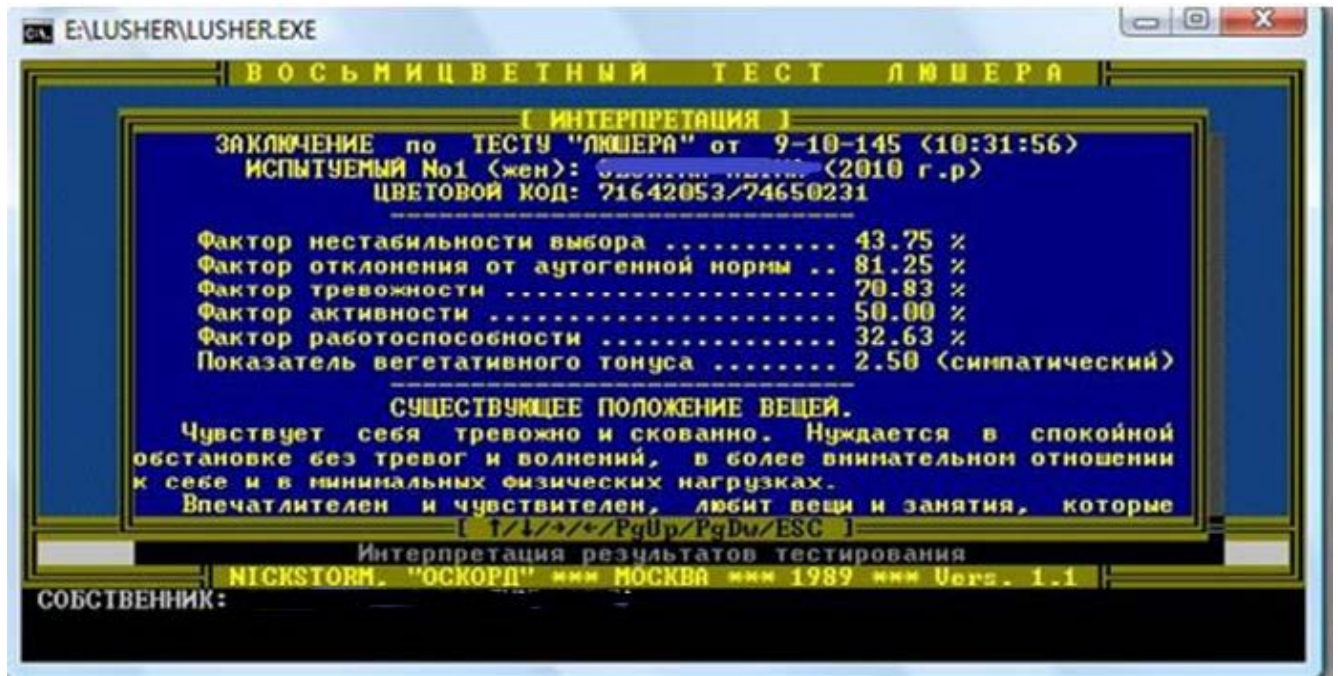 E:\LUSHER\LUSHER.EXE
ВОСЬМИЦВЕТНЫЙ ТЕСТ ЛЮШЕРА
[ ИНТЕРПРЕТАЦИЯ ]
ЗАКЛЮЧЕНИЕ по ТЕСТУ "ЛЮШЕРА" от 9-10-145 (10:31:56)
ИСПЫТУЕМЫЙ No1 (жен): (2010 г.р)
ЦВЕТОВОЙ КОД: 71642053/74650231
Фактор нестабильности выбора ........... 43.75 %
Фактор отклонения от аутогенной нормы .. 81.25 %
Фактор тревожности ..................... 70.83 %
Фактор активности ...................... 50.00 %
Фактор работоспособности ............... 32.63 %
Показатель вегетативного тонуса ........ 2.50 (симпатический)
СУЩЕСТВУЮЩЕЕ ПОЛОЖЕНИЕ ВЕЩЕЙ.
Чувствует себя тревожно и скованно. Нуждается в спокойной
обстановке без тревог и волнений, в более внимательном отношении
к себе и в минимальных физических нагрузках.
Впечатлителен и чувствителен, любит вещи и занятия, которые
[ ↑/↓/→/←/PgUp/PgDw/ESC ]
Интерпретация результатов тестирования
NICKSTORM, "ОСКОРД" *** МОСКВА *** 1989 *** Vers. 1.1
СОБСТВЕННИК: